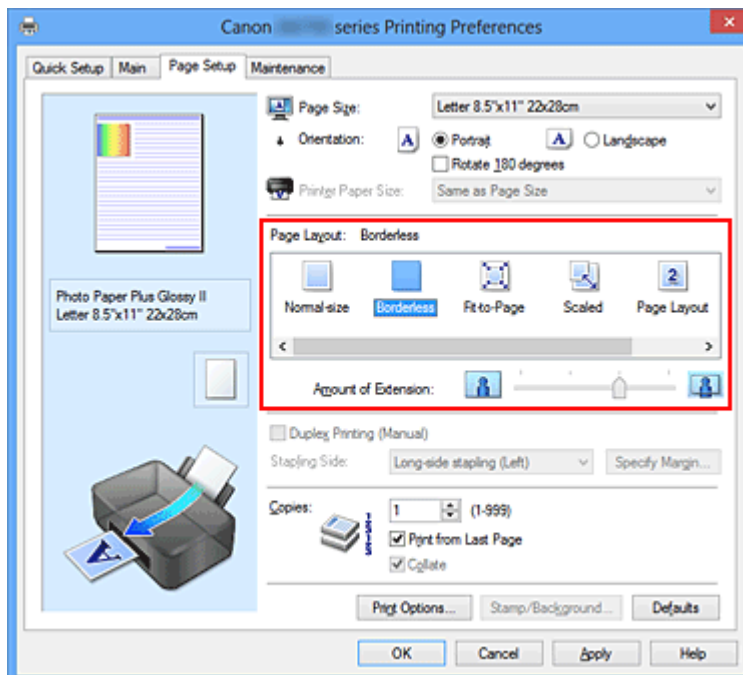 Canon series Printing Preferences
Quick Setup Main Page Setup Maintenance
Page Size: Letter 8.5"x11" 22x28cm
Orientation: A Portrait A Landscape
Rotate 180 degrees
Printer Paper Size: Same as Page Size
Page Layout: Borderless
2
Normal-size Borderless Fit-to-Page Scaled Page Layout
Photo Paper Plus Glossy II
Letter 8.5"x11" 22x28cm
Amount of Extension:
Duplex Printing (Manual)
Stapling Side: Long-side stapling (Left) Specify Margin...
Copies: 1 (1-999)
Print from Last Page
Collate
A
Print Options... Stamp/Background... Defaults
OK Cancel Apply Help